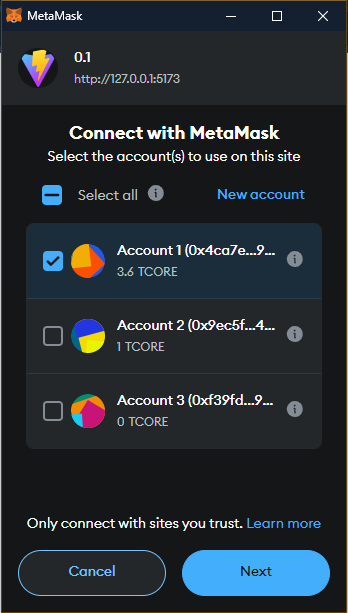 MetaMask
0.1
http://127.0.0.1:5173
Connect with MetaMask
Select the account(s) to use on this site
Select all
New account
Account 1 (0x4ca7e...9...
3.6 TCORE
Account 2 (0x9ec5f...4...
1 TCORE
Account 3 (0xf39fd...9...
0 TCORE
Only connect with sites you trust. Learn more
Cancel
Next